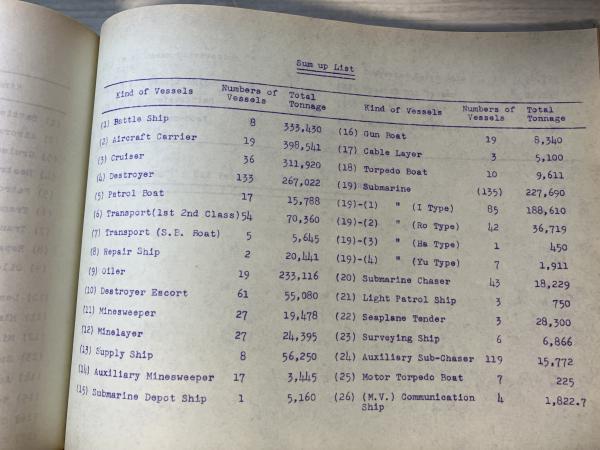 Sum up List
Kind of Vessels Numbers of Vessels Total Tonnage
(1) Battle Ship 8 333,430
(2) Aircraft Carrier 19 398,541
(3) Cruiser 36 311,920
(4) Destroyer 133 267,022
(5) Patrol Boat 17 15,788
(6) Transport(1st 2nd Class) 54 70,360
(7) Transport (S.B. Boat) 5 5,645
(8) Repair Ship 2 20,441
(9) Oiler 19 233,116
(10) Destroyer Escort 61 55,080
(11) Minesweeper 27 19,478
(12) Minelayer 27 24,395
(13) Supply Ship 8 56,250
(14) Auxiliary Minesweeper 17 3,445
(15) Submarine Depot Ship 1 5,160
Kind of Vessels Numbers of Vessels Total Tonnage
(16) Gun Boat 19 8,340
(17) Cable Layer 3 5,100
(18) Torpedo Boat 10 9,611
(19) Submarine (135) 227,690
(19)-(1) " (I Type) 85 188,610
(19)-(2) " (Ro Type) 42 36,719
(19)-(3) " (Ha Type) 1 450
(19)-(4) " (Yu Type) 7 1,911
(20) Submarine Chaser 43 18,229
(21) Light Patrol Ship 3 750
(22) Seaplane Tender 3 28,300
(23) Surveying Ship 6 6,866
(24) Auxiliary Sub-Chaser 119 15,772
(25) Motor Torpedo Boat 7 225
(26) (M.V.) Communication 4 1,822.7
Ship